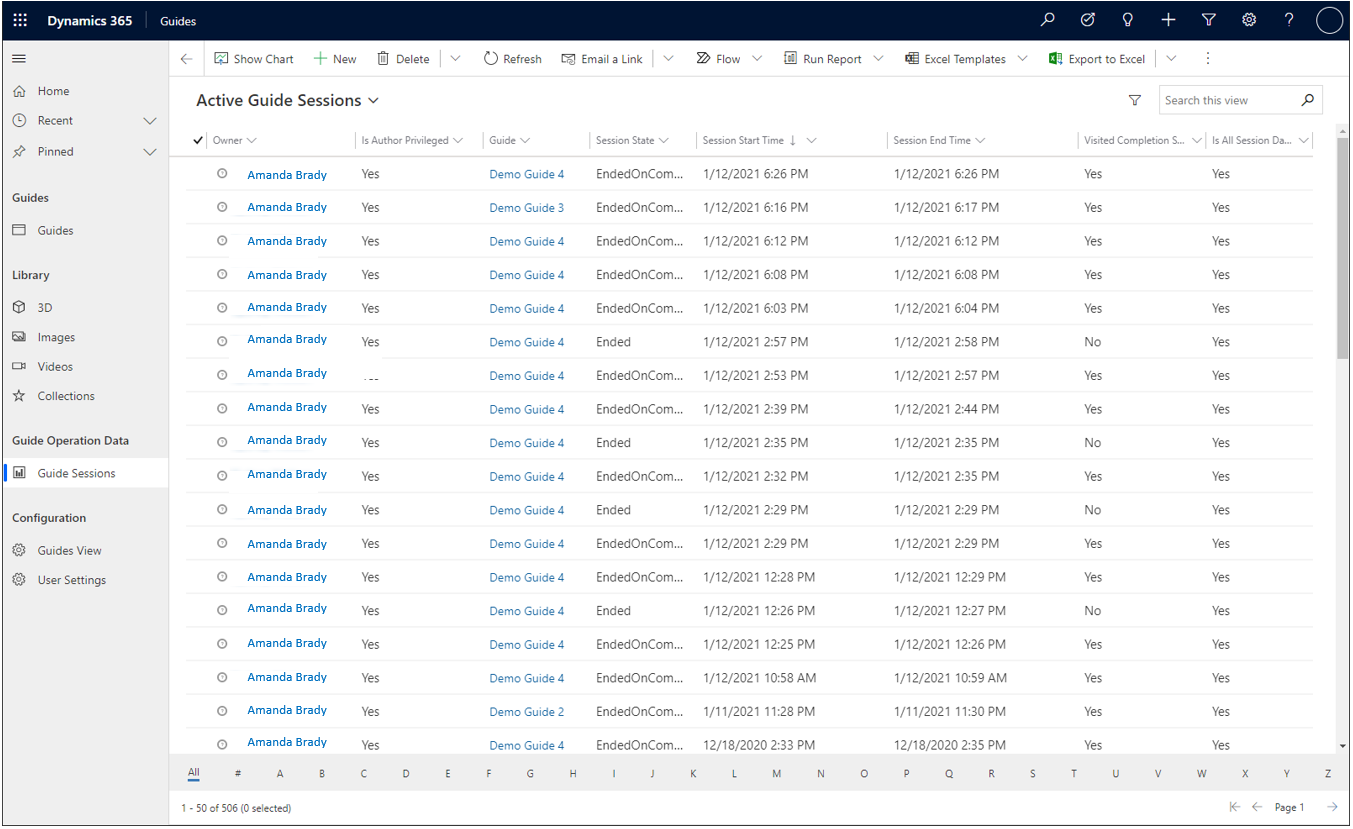 Dynamics 365 Guides
Home
Recent
Pinned
Guides
Guides
Library
3D
Images
Videos
Collections
Guide Operation Data
Guide Sessions
Configuration
Guides View
User Settings
Show Chart New Delete Refresh Email a Link Flow Run Report Excel Templates Export to Excel
Active Guide Sessions Search this view
Owner Is Author Privileged Guide Session State Session Start Time Session End Time Visited Completion S... Is All Session Da...
Amanda Brady Yes Demo Guide 4 EndedOnCom... 1/12/2021 6:26 PM 1/12/2021 6:26 PM Yes Yes
Amanda Brady Yes Demo Guide 3 EndedOnCom... 1/12/2021 6:16 PM 1/12/2021 6:17 PM Yes Yes
Amanda Brady Yes Demo Guide 4 EndedOnCom... 1/12/2021 6:12 PM 1/12/2021 6:12 PM Yes Yes
Amanda Brady Yes Demo Guide 4 EndedOnCom... 1/12/2021 6:08 PM 1/12/2021 6:08 PM Yes Yes
Amanda Brady Yes Demo Guide 4 EndedOnCom... 1/12/2021 6:03 PM 1/12/2021 6:04 PM Yes Yes
Amanda Brady Yes Demo Guide 4 Ended 1/12/2021 2:57 PM 1/12/2021 2:58 PM No Yes
Amanda Brady Demo Guide 4 EndedOnCom... 1/12/2021 2:53 PM 1/12/2021 2:57 PM Yes Yes
Amanda Brady Yes Demo Guide 4 EndedOnCom... 1/12/2021 2:39 PM 1/12/2021 2:44 PM Yes Yes
Amanda Brady Yes Demo Guide 4 Ended 1/12/2021 2:35 PM 1/12/2021 2:35 PM No Yes
Amanda Brady Yes Demo Guide 4 EndedOnCom... 1/12/2021 2:32 PM 1/12/2021 2:35 PM Yes Yes
Amanda Brady Yes Demo Guide 4 Ended 1/12/2021 2:29 PM 1/12/2021 2:29 PM No Yes
Amanda Brady Yes Demo Guide 4 EndedOnCom... 1/12/2021 2:29 PM 1/12/2021 2:29 PM Yes Yes
Amanda Brady Yes Demo Guide 4 EndedOnCom... 1/12/2021 12:28 PM 1/12/2021 12:29 PM Yes Yes
Amanda Brady Yes Demo Guide 4 Ended 1/12/2021 12:26 PM 1/12/2021 12:27 PM No Yes
Amanda Brady Yes Demo Guide 4 EndedOnCom... 1/12/2021 12:25 PM 1/12/2021 12:26 PM Yes Yes
Amanda Brady Yes Demo Guide 4 EndedOnCom... 1/12/2021 10:58 AM 1/12/2021 10:59 AM Yes Yes
Amanda Brady Yes Demo Guide 2 EndedOnCom... 1/11/2021 11:28 PM 1/11/2021 11:30 PM Yes Yes
Amanda Brady Yes Demo Guide 4 EndedOnCom... 12/18/2020 2:33 PM 12/18/2020 2:35 PM Yes Yes
All # A B C D E F G H I J K L M N O P Q R S T U V W X Y Z
1 - 50 of 506 (0 selected) Page 1